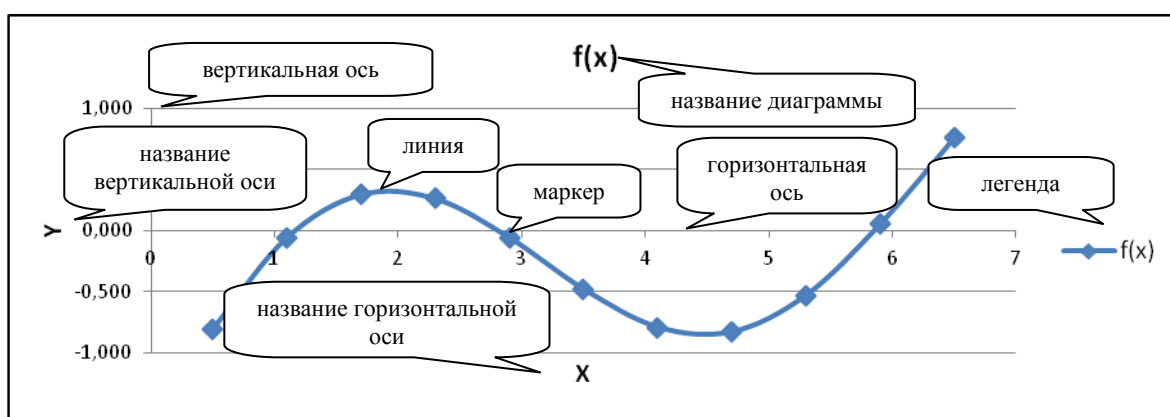 f(x)
вертикальная ось
название диаграммы
1,000
название
вертикальной оси
линия
маркер
горизонтальная
ось
легенда
Y
0,000
0 1 2 3 4 5 6 7
f(x)
-0,500
название горизонтальной
оси
-1,000
X